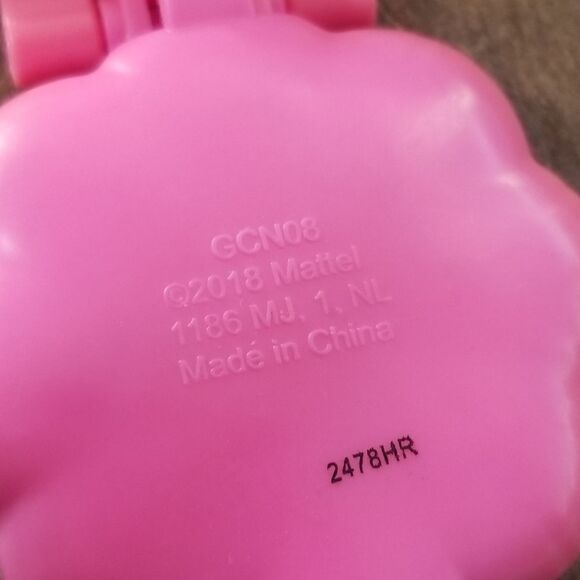 GCN08
©2018 Mattel
1186 MJ, 1, NL
Made in China
2478HR